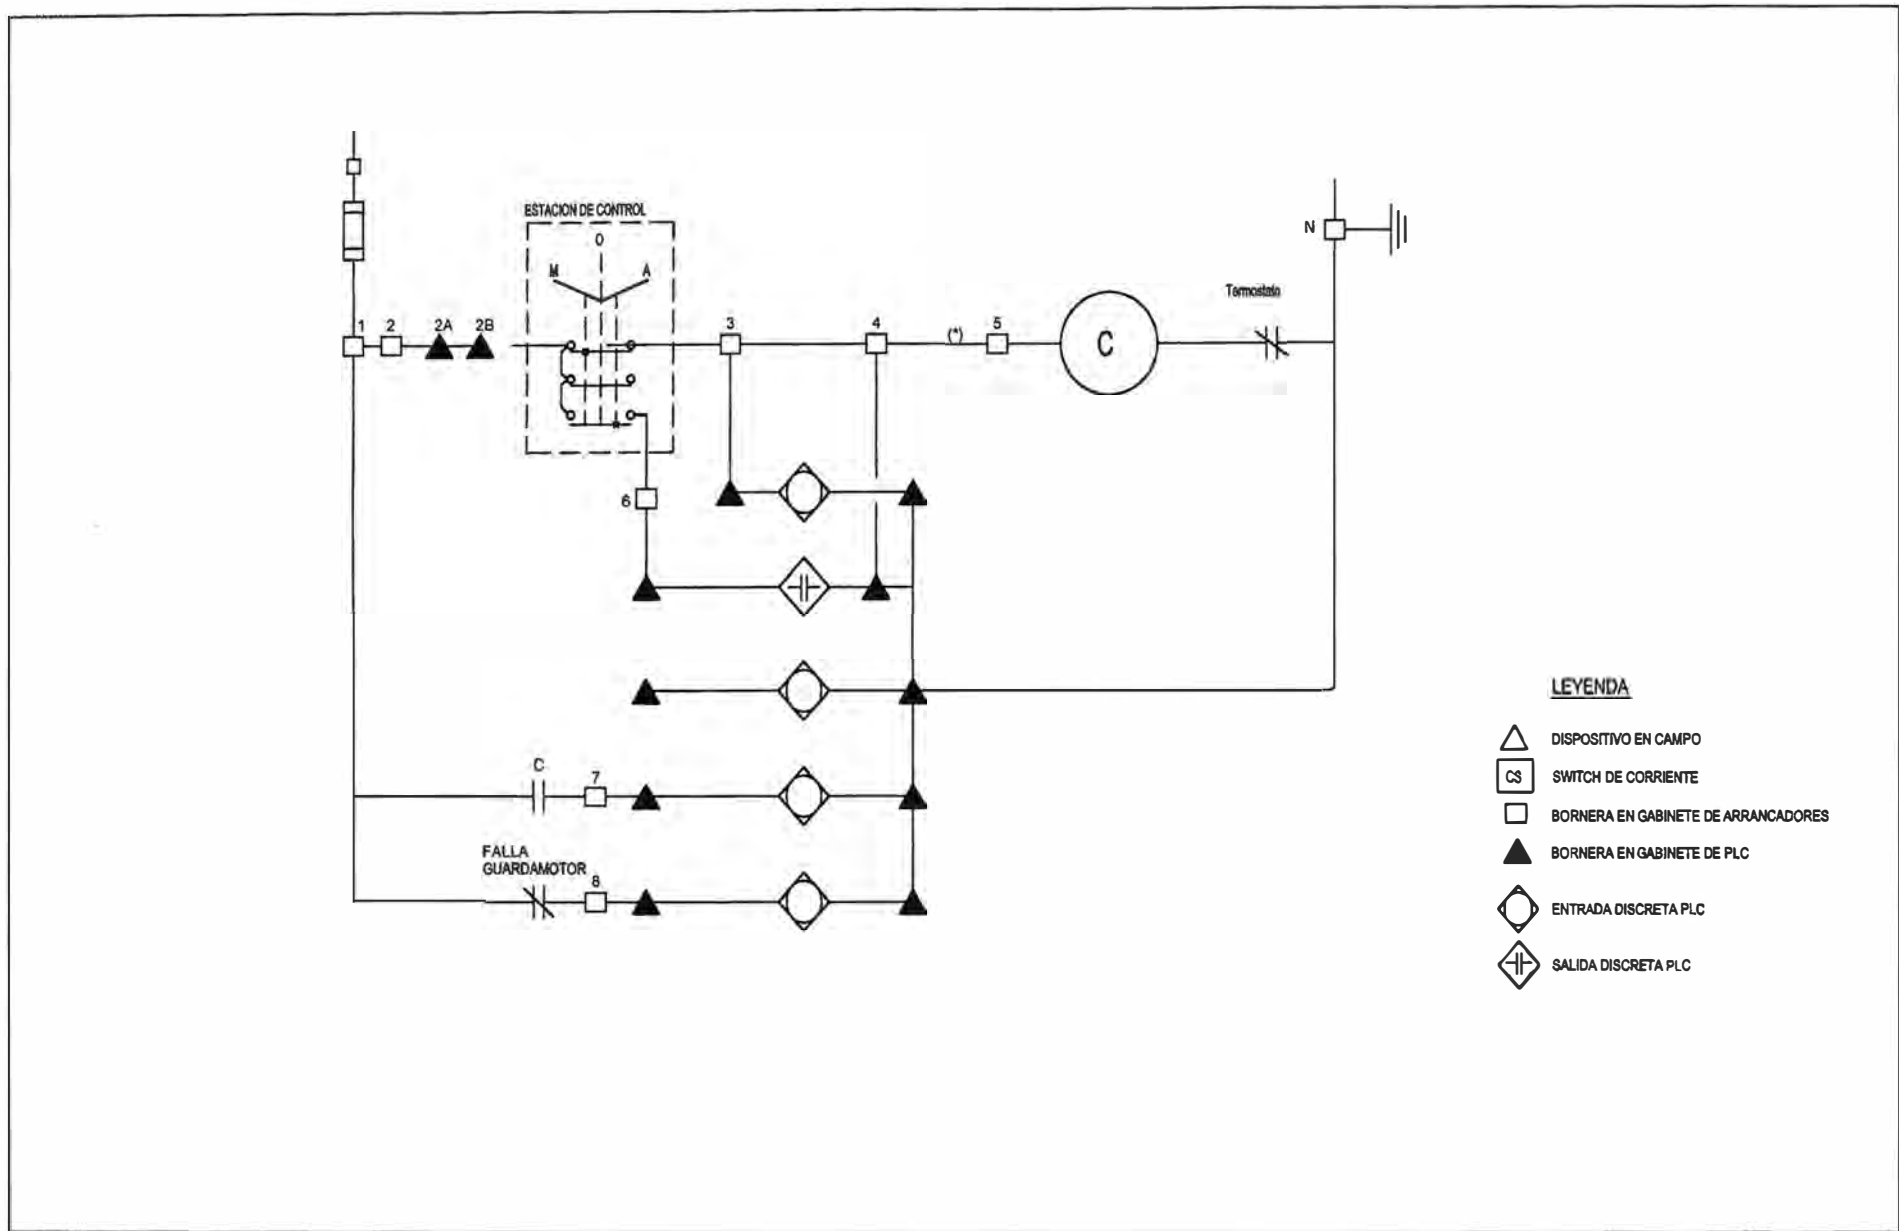 ESTACION DE CONTROL
O
M A
N
Termostato
1 2 2A 2B
3 4 (*) 5
C
6
C
7
FALLA
GUARDAMOTOR
8
LEYENDA
DISPOSITIVO EN CAMPO
CS SWITCH DE CORRIENTE
BORNERA EN GABINETE DE ARRANCADORES
BORNERA EN GABINETE DE PLC
ENTRADA DISCRETA PLC
SALIDA DISCRETA PLC